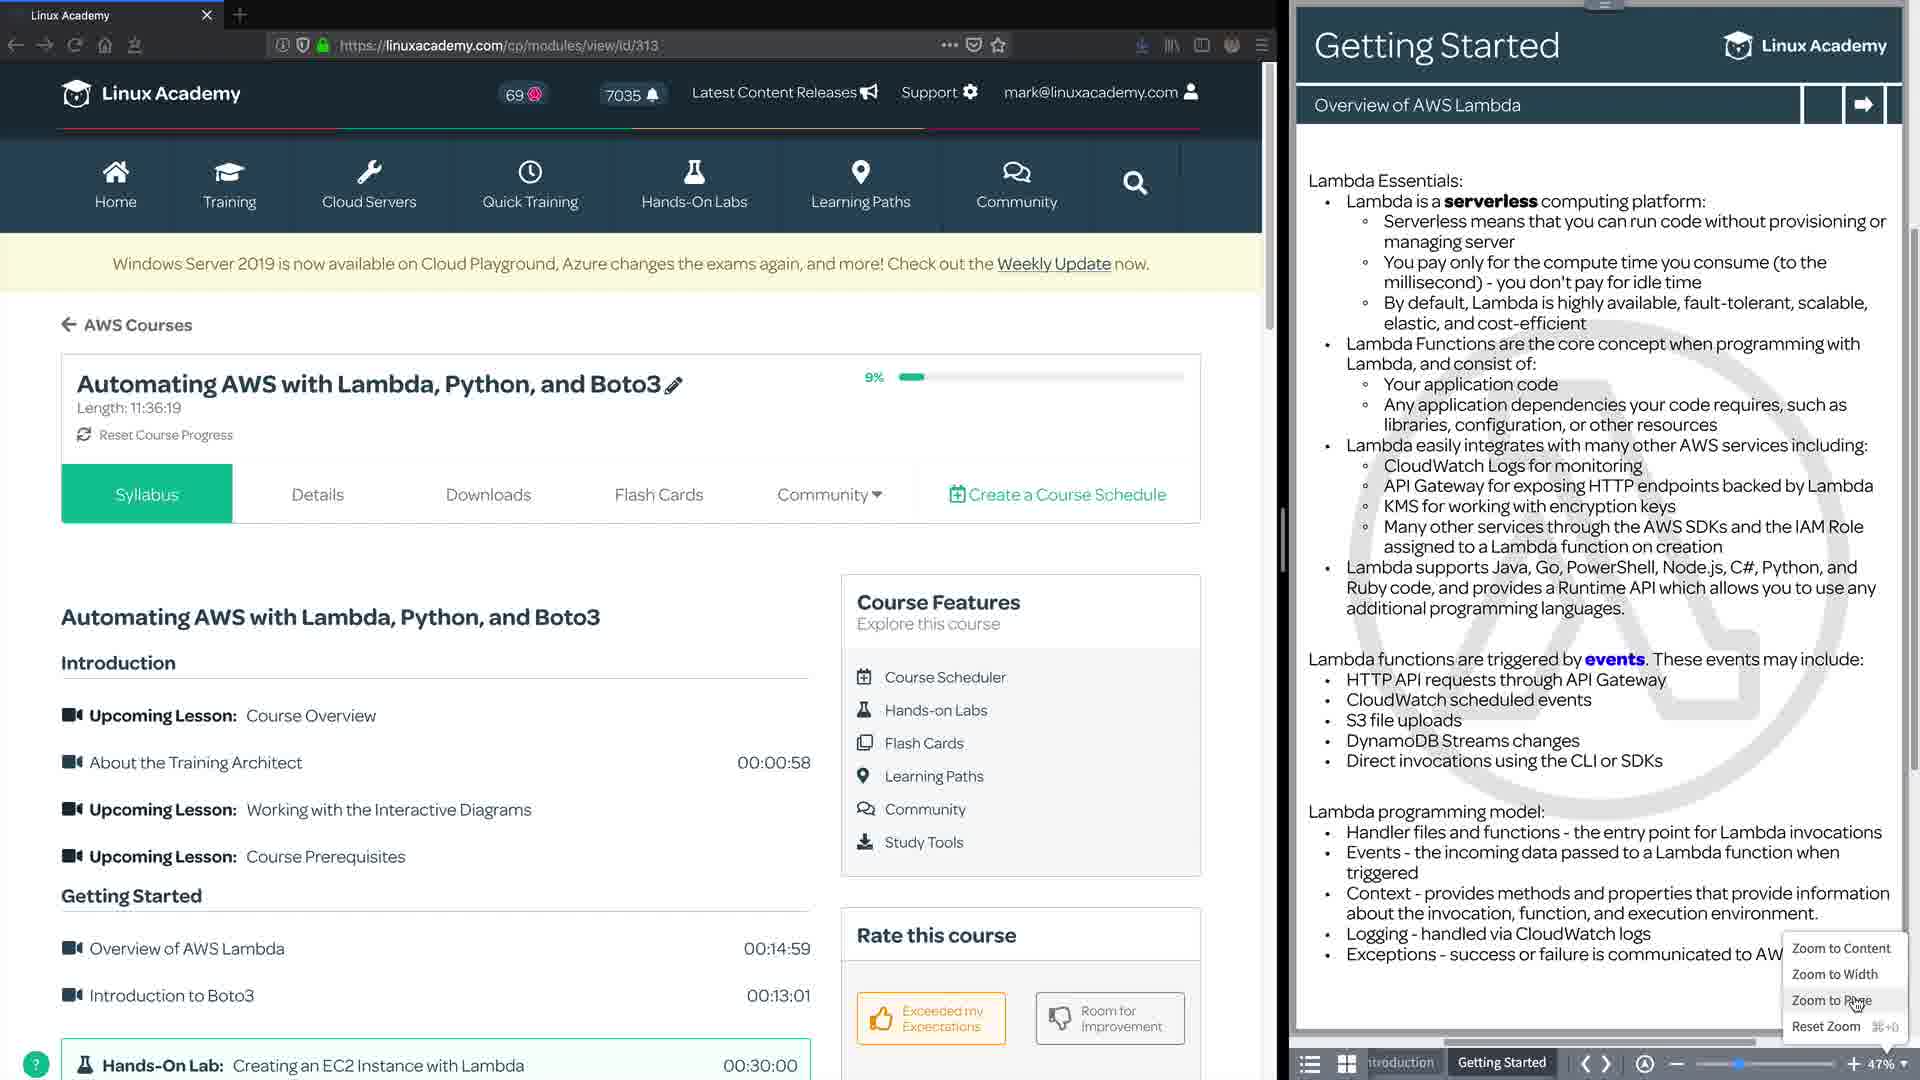 Linux Academy
https://linuxacademy.com/cp/modules/view/id/313
Linux Academy
69
7035
Latest Content Releases
Support
mark@linuxacademy.com
Home
Training
Cloud Servers
Quick Training
Hands-On Labs
Learning Paths
Community
Windows Server 2019 is now available on Cloud Playground, Azure changes the exams again, and more! Check out the Weekly Update now.
AWS Courses
Automating AWS with Lambda, Python, and Boto3
9%
Length: 11:36:19
Reset Course Progress
Syllabus
Details
Downloads
Flash Cards
Community
Create a Course Schedule
Automating AWS with Lambda, Python, and Boto3
Introduction
Upcoming Lesson: Course Overview
About the Training Architect 00:00:58
Upcoming Lesson: Working with the Interactive Diagrams
Upcoming Lesson: Course Prerequisites
Getting Started
Overview of AWS Lambda 00:14:59
Introduction to Boto3 00:13:01
Hands-On Lab: Creating an EC2 Instance with Lambda 00:30:00
?
Course Features
Explore this course
Course Scheduler
Hands-on Labs
Flash Cards
Learning Paths
Community
Study Tools
Rate this course
Exceeded my Expectations
Room for Improvement
Getting Started
Linux Academy
Overview of AWS Lambda
Lambda Essentials:
• Lambda is a serverless computing platform:
◦ Serverless means that you can run code without provisioning or
managing server
◦ You pay only for the compute time you consume (to the
millisecond) - you don't pay for idle time
◦ By default, Lambda is highly available, fault-tolerant, scalable,
elastic, and cost-efficient
• Lambda Functions are the core concept when programming with
Lambda, and consist of:
◦ Your application code
◦ Any application dependencies your code requires, such as
libraries, configuration, or other resources
• Lambda easily integrates with many other AWS services including:
◦ CloudWatch Logs for monitoring
◦ API Gateway for exposing HTTP endpoints backed by Lambda
◦ KMS for working with encryption keys
◦ Many other services through the AWS SDKs and the IAM Role
assigned to a Lambda function on creation
• Lambda supports Java, Go, PowerShell, Node.js, C#, Python, and
Ruby code, and provides a Runtime API which allows you to use any
additional programming languages.
Lambda functions are triggered by events. These events may include:
• HTTP API requests through API Gateway
• CloudWatch scheduled events
• S3 file uploads
• DynamoDB Streams changes
• Direct invocations using the CLI or SDKs
Lambda programming model:
• Handler files and functions - the entry point for Lambda invocations
• Events - the incoming data passed to a Lambda function when
triggered
• Context - provides methods and properties that provide information
about the invocation, function, and execution environment.
• Logging - handled via CloudWatch logs
• Exceptions - success or failure is communicated to AW
Zoom to Content
Zoom to Width
Zoom to Page
Reset Zoom ⌘+0
ntroduction
Getting Started
47%